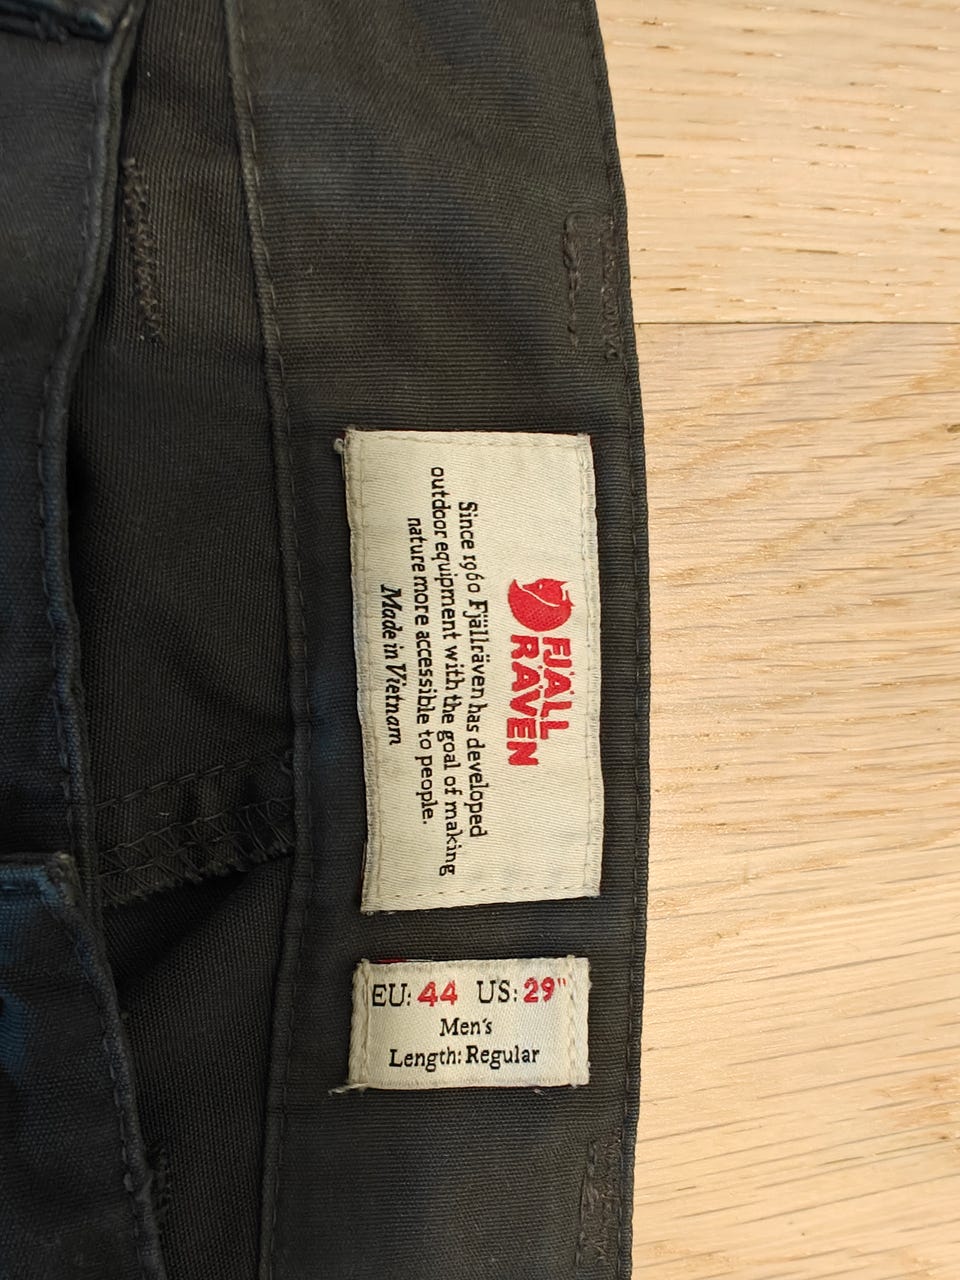 FJÄLL
RÄVEN
Since 1960 Fjällräven has developed
outdoor equipment with the goal of making
nature more accessible to people.
Made in Vietnam
EU: 44 US: 29"
Men's
Length: Regular